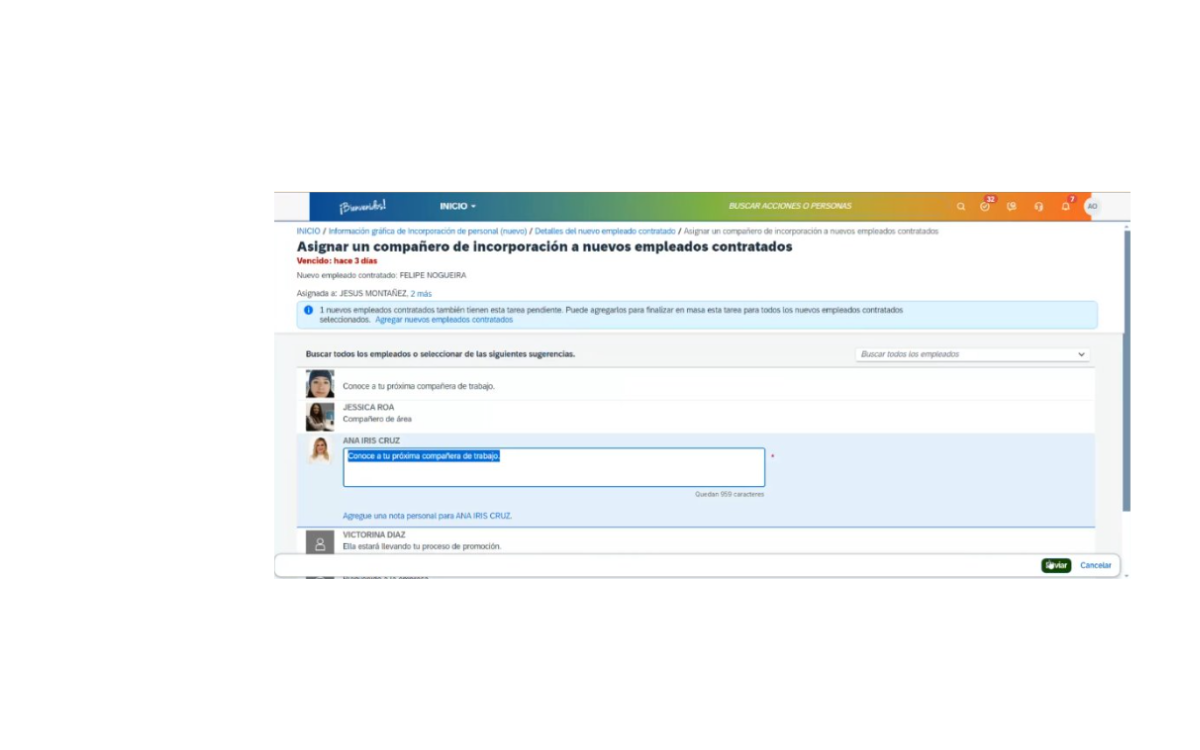 ¡Bienvenidos!
INICIO
BUSCAR ACCIONES O PERSONAS
32
7
AO
INICIO / Información gráfica de incorporación de personal (nuevo) / Detalles del nuevo empleado contratado / Asignar un compañero de incorporación a nuevos empleados contratados
Asignar un compañero de incorporación a nuevos empleados contratados
Vencido: hace 3 días
Nuevo empleado contratado: FELIPE NOGUEIRA
Asignada a: JESUS MONTAÑEZ, 2 más
1 nuevos empleados contratados también tienen esta tarea pendiente. Puede agregarlos para finalizar en masa esta tarea para todos los nuevos empleados contratados
seleccionados. Agregar nuevos empleados contratados
Buscar todos los empleados o seleccionar de las siguientes sugerencias.
Buscar todos los empleados
Conoce a tu próxima compañera de trabajo.
JESSICA ROA
Compañero de área
ANA IRIS CRUZ
Conoce a tu próxima compañera de trabajo.
*
Quedan 959 caracteres
Agregue una nota personal para ANA IRIS CRUZ.
VICTORINA DIAZ
Ella estará llevando tu proceso de promoción.
Enviar
Cancelar